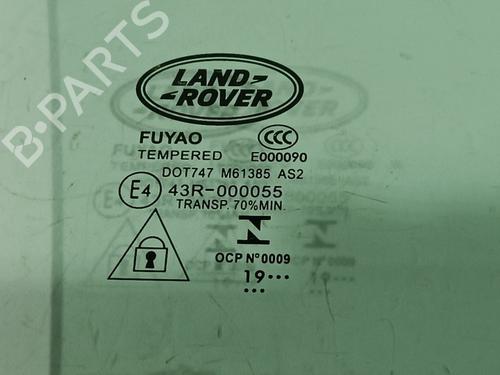 B-PARTS
LAND-
-ROVER
FUYAO CCC
TEMPERED E000090
DOT747 M61385 AS2
E4 43R-000055
TRANSP. 70% MIN.
OCP Nº 0009
19...
...